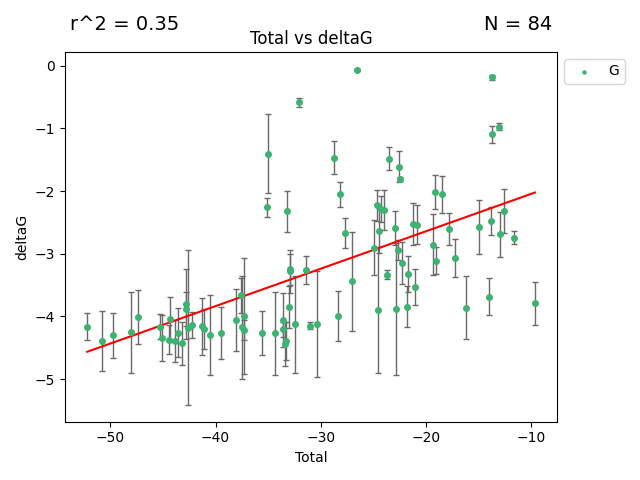 r^2 = 0.35 N = 84
Total vs deltaG
G
0
−1
−2
−3
−4
−5
deltaG
−50 −40 −30 −20 −10
Total